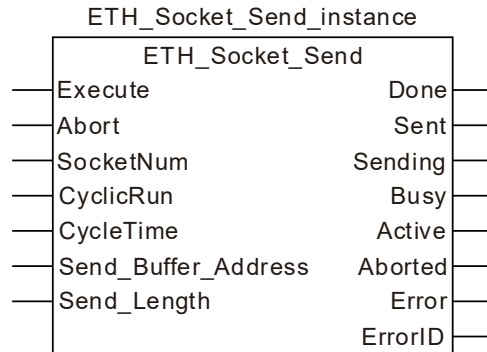 ETH_Socket_Send_instance
ETH_Socket_Send
Execute Done
Abort Sent
SocketNum Sending
CyclicRun Busy
CycleTime Active
Send_Buffer_Address Aborted
Send_Length Error
ErrorID